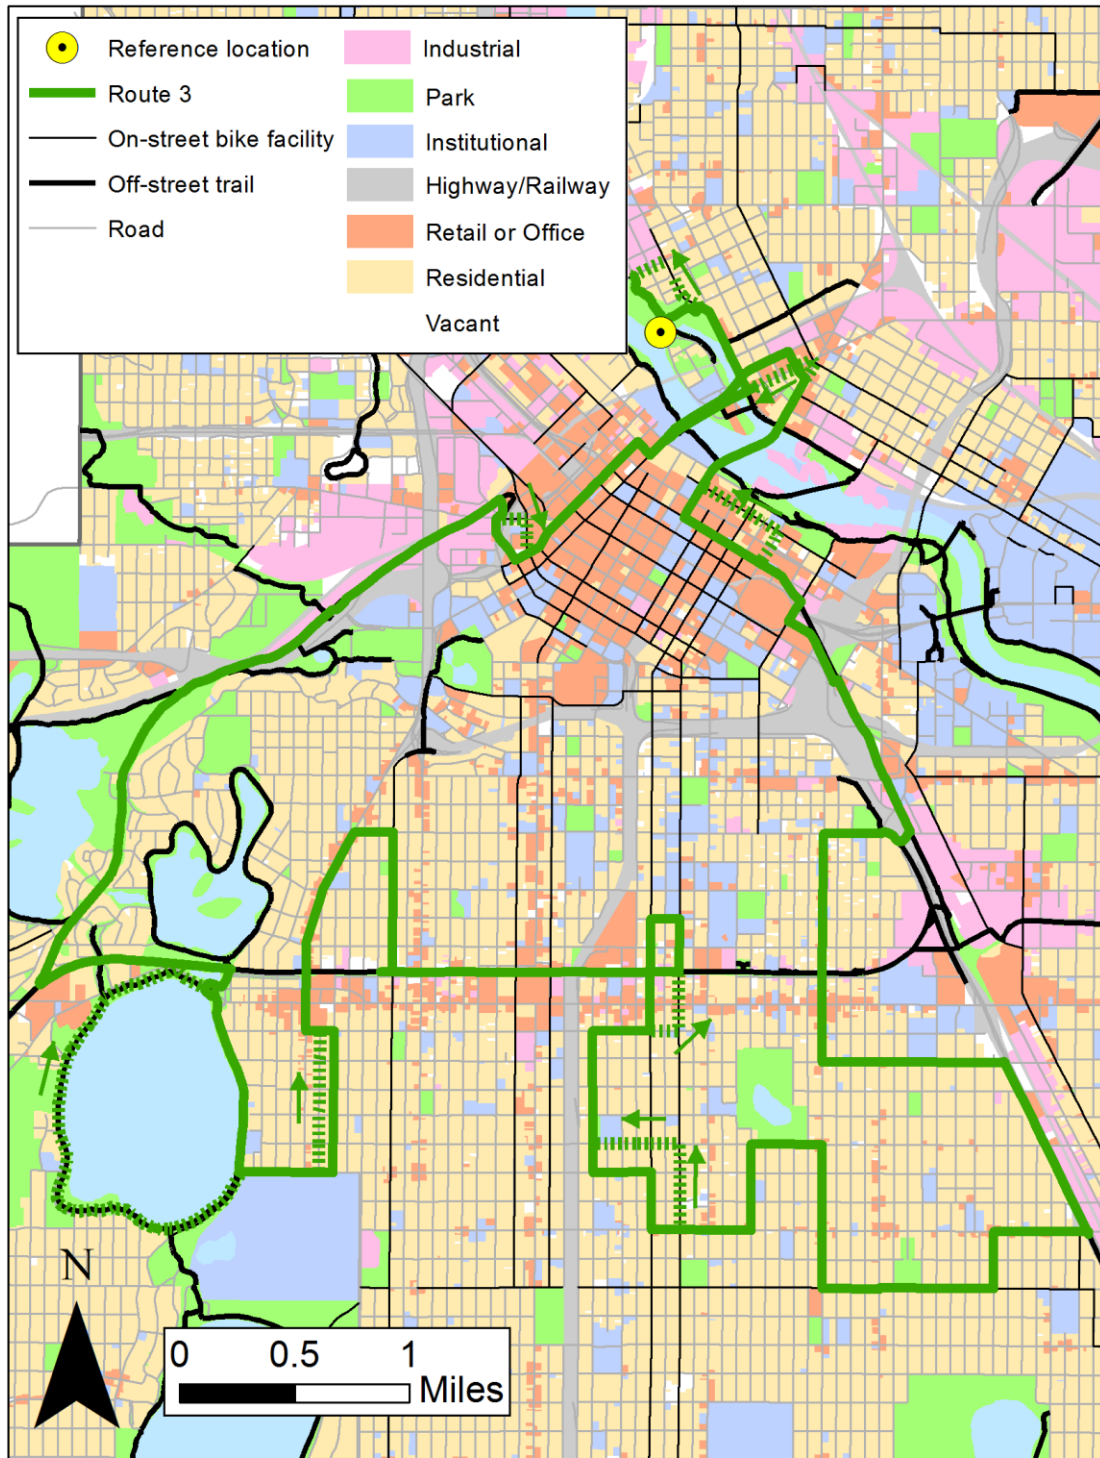 Reference location
Route 3
On-street bike facility
Off-street trail
Road
Industrial
Park
Institutional
Highway/Railway
Retail or Office
Residential
Vacant
N
0 0.5 1
Miles